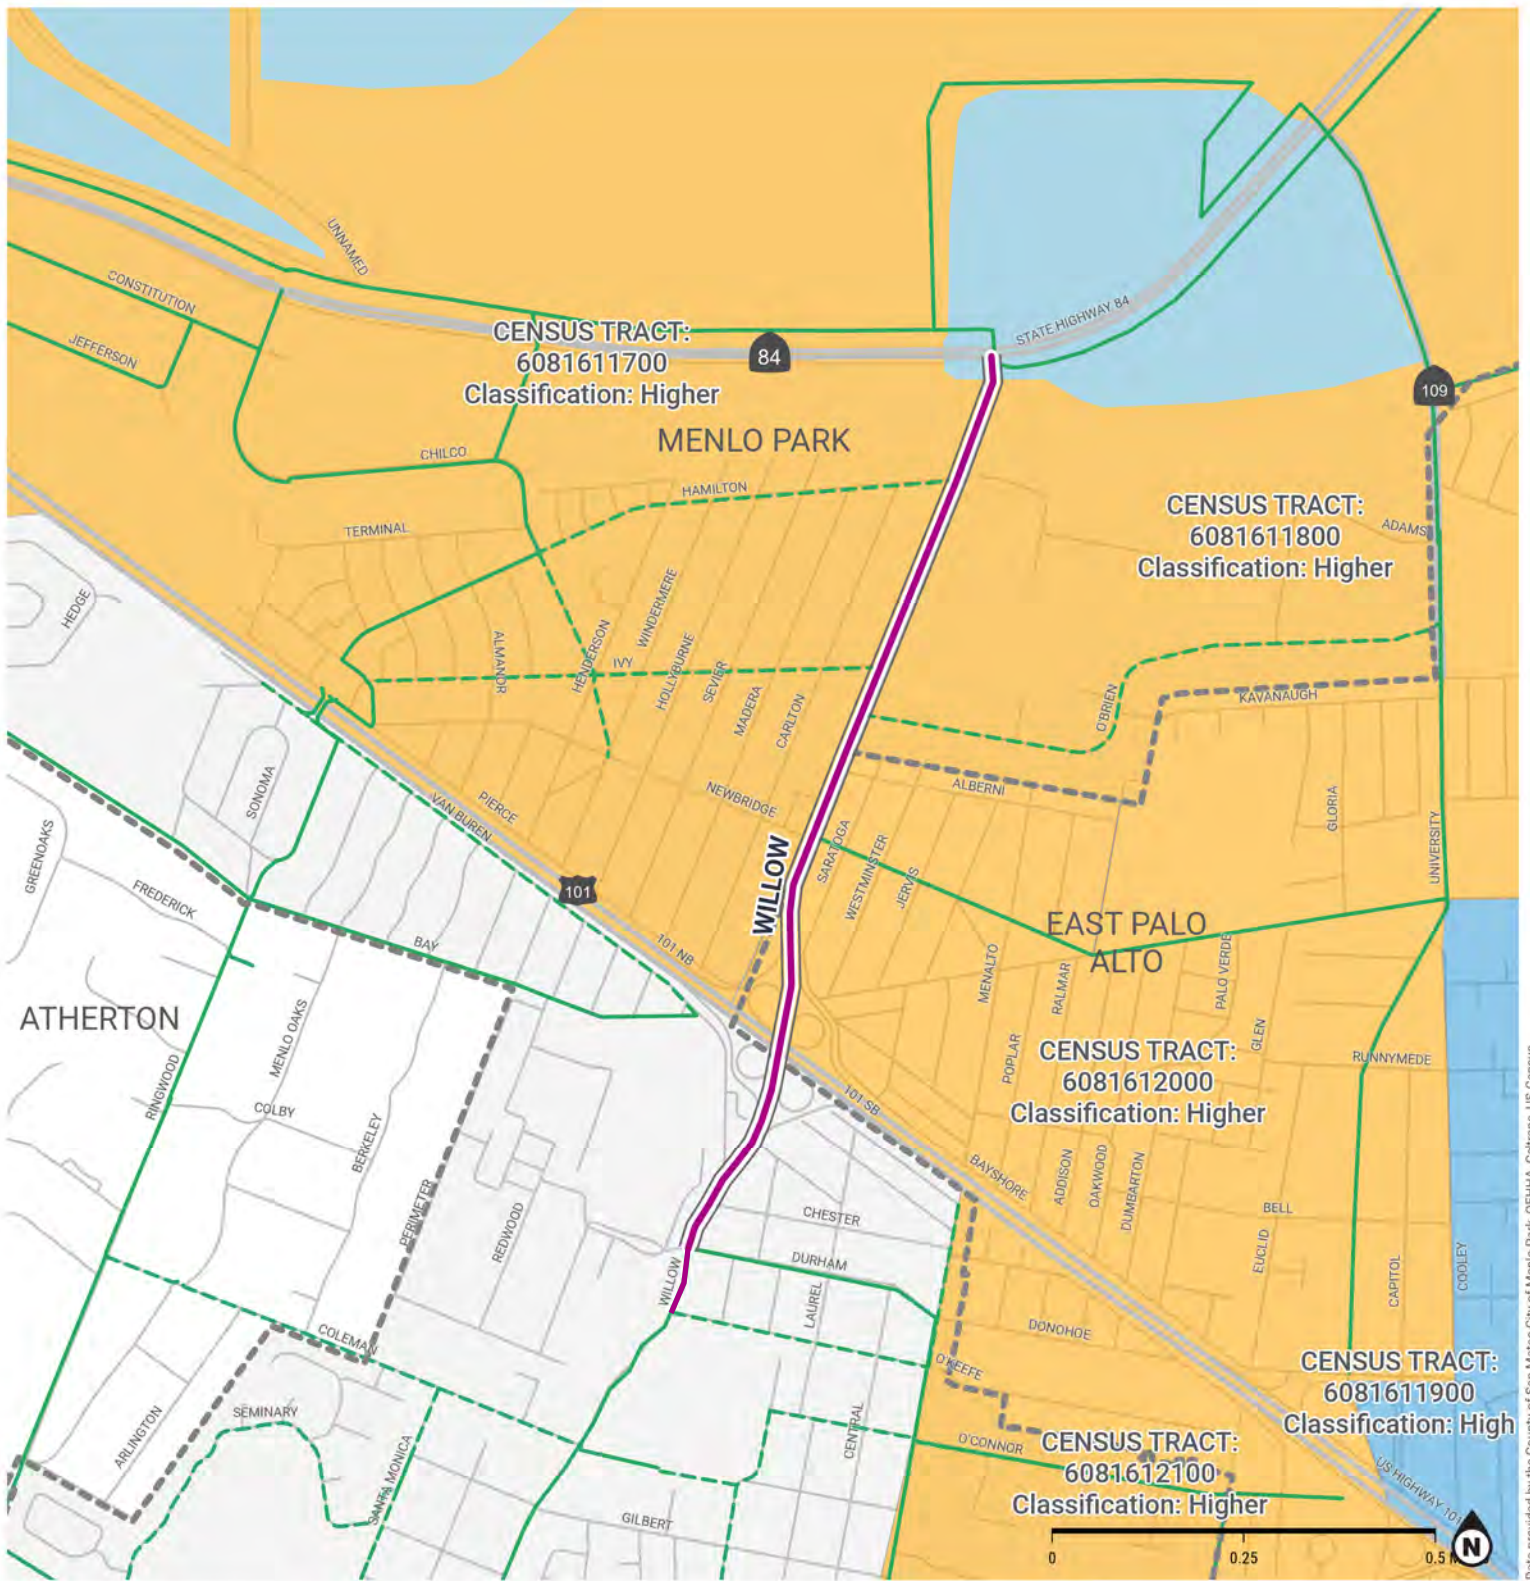 UNNAMED
CONSTITUTION
JEFFERSON
STATE HIGHWAY 84
CENSUS TRACT:
6081611700
Classification: Higher
84
109
MENLO PARK
CHILCO
HAMILTON
TERMINAL
CENSUS TRACT:
6081611800
Classification: Higher
ADAMS
HEDGE
ALMANOR
HENDERSON
WINDERMERE
IVY
HOLLYBURNE
SEVIER
MADERA
CARLTON
O'BRIEN
KAVANAUGH
SONOMA
VAN BUREN
PIERCE
NEWBRIDGE
ALBERNI
GLORIA
UNIVERSITY
GREENOAKS
FREDERICK
101
WILLOW
SARATOGA
WESTMINSTER
JERVIS
BAY
101 NB
EAST PALO
ALTO
MENALTO
RALMAR
PALO VERDE
GLEN
ATHERTON
MENLO OAKS
RINGWOOD
COLBY
BERKELEY
POPLAR
CENSUS TRACT:
6081612000
Classification: Higher
RUNNYMEDE
101 SB
BAYSHORE
ADDISON
OAKWOOD
DUMBARTON
BELL
EUCLID
CAPITOL
COOLEY
PERIMETER
REDWOOD
CHESTER
DURHAM
WILLOW
LAUREL
COLEMAN
DONOHOE
O'KEEFE
CENSUS TRACT:
6081611900
Classification: High
ARLINGTON
SEMINARY
SANTA MONICA
CENTRAL
O'CONNOR
CENSUS TRACT:
6081612100
Classification: Higher
US HIGHWAY 101
GILBERT
0 0.25 0.5
N